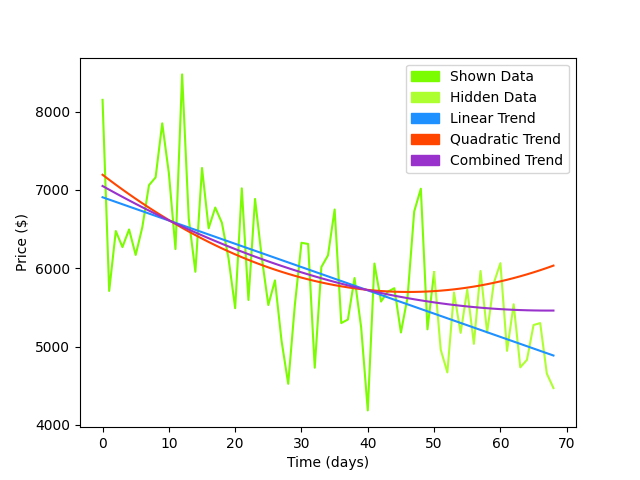 Shown Data
Hidden Data
Linear Trend
Quadratic Trend
Combined Trend
8000
7000
6000
5000
4000
Price ($)
0 10 20 30 40 50 60 70
Time (days)